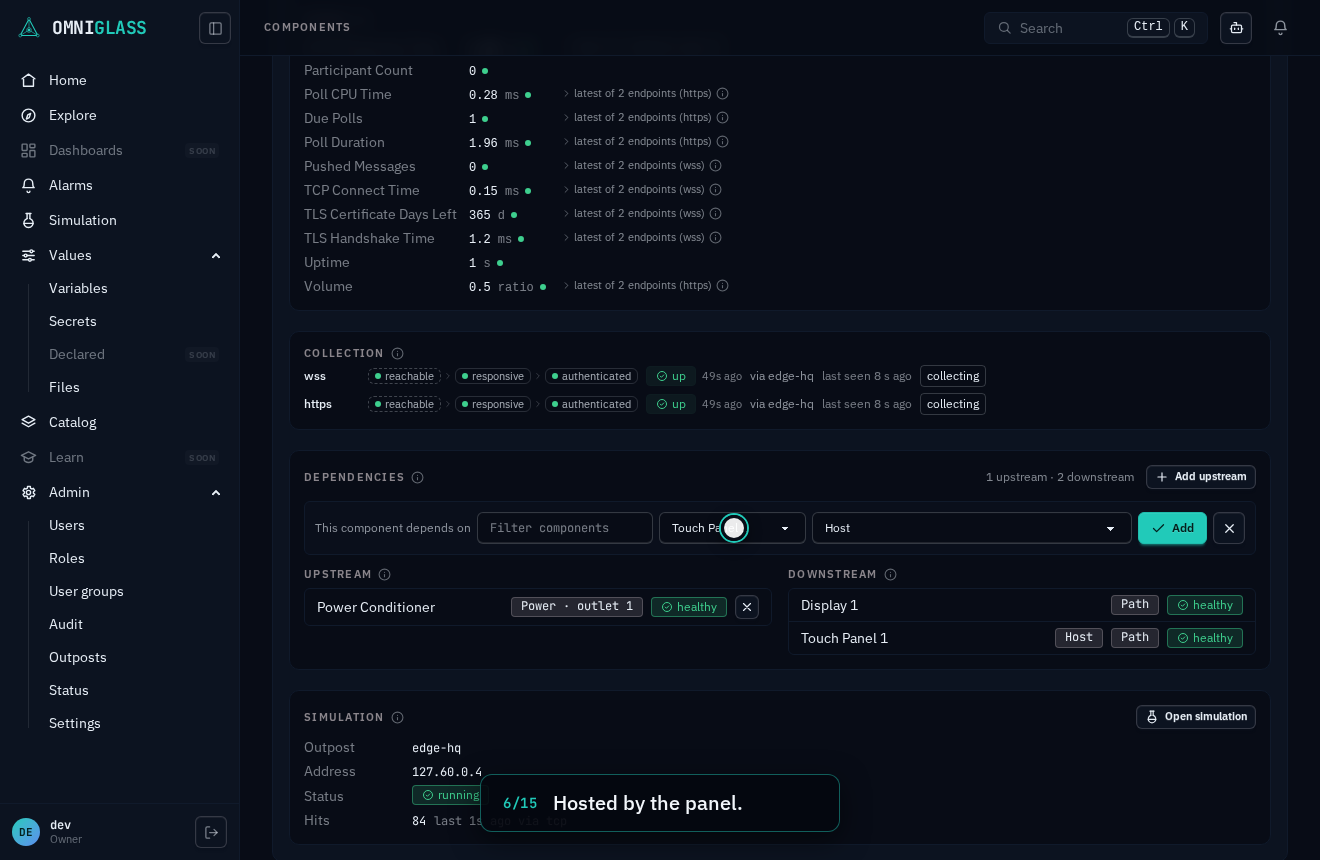 OMNIGLASS
COMPONENTS
Search
Ctrl K
Home
Explore
Dashboards SOON
Alarms
Simulation
Values
Variables
Secrets
Declared SOON
Files
Catalog
Learn SOON
Admin
Users
Roles
User groups
Audit
Outposts
Status
Settings
DE dev
Owner
Participant Count 0
Poll CPU Time 0.28 ms latest of 2 endpoints (https)
Due Polls 1 latest of 2 endpoints (https)
Poll Duration 1.96 ms latest of 2 endpoints (https)
Pushed Messages 0 latest of 2 endpoints (wss)
TCP Connect Time 0.15 ms latest of 2 endpoints (wss)
TLS Certificate Days Left 365 d latest of 2 endpoints (wss)
TLS Handshake Time 1.2 ms latest of 2 endpoints (wss)
Uptime 1 s
Volume 0.5 ratio latest of 2 endpoints (https)
COLLECTION
wss reachable responsive authenticated up 49s ago via edge-hq last seen 8 s ago collecting
https reachable responsive authenticated up 49s ago via edge-hq last seen 8 s ago collecting
DEPENDENCIES 1 upstream · 2 downstream Add upstream
This component depends on Filter components Touch Host Add
UPSTREAM
Power Conditioner Power · outlet 1 healthy
DOWNSTREAM
Display 1 Path healthy
Touch Panel 1 Host Path healthy
SIMULATION Open simulation
Outpost edge-hq
Address 127.60.0.4
Status running
Hits 84 last 1s ago via top
6/15 Hosted by the panel.